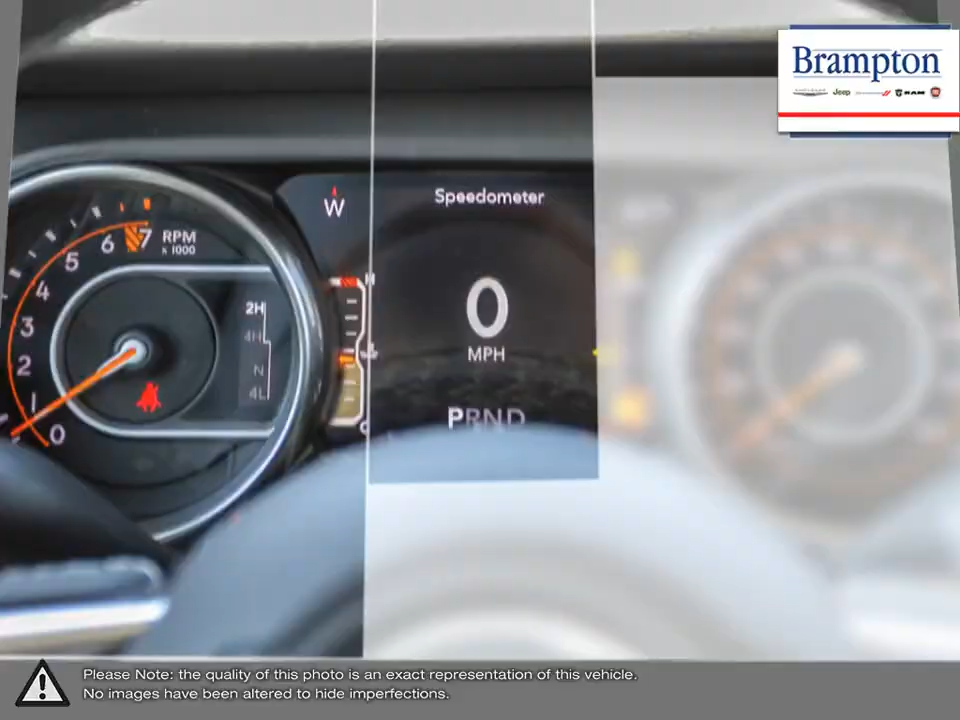 Brampton
Jeep
RAM
W
Speedometer
7
RPM
x 1000
6
5
4
3
2
1
0
2H
4H
N
4L
H
0
MPH
PRND
Please Note: the quality of this photo is an exact representation of this vehicle.
No images have been altered to hide imperfections.